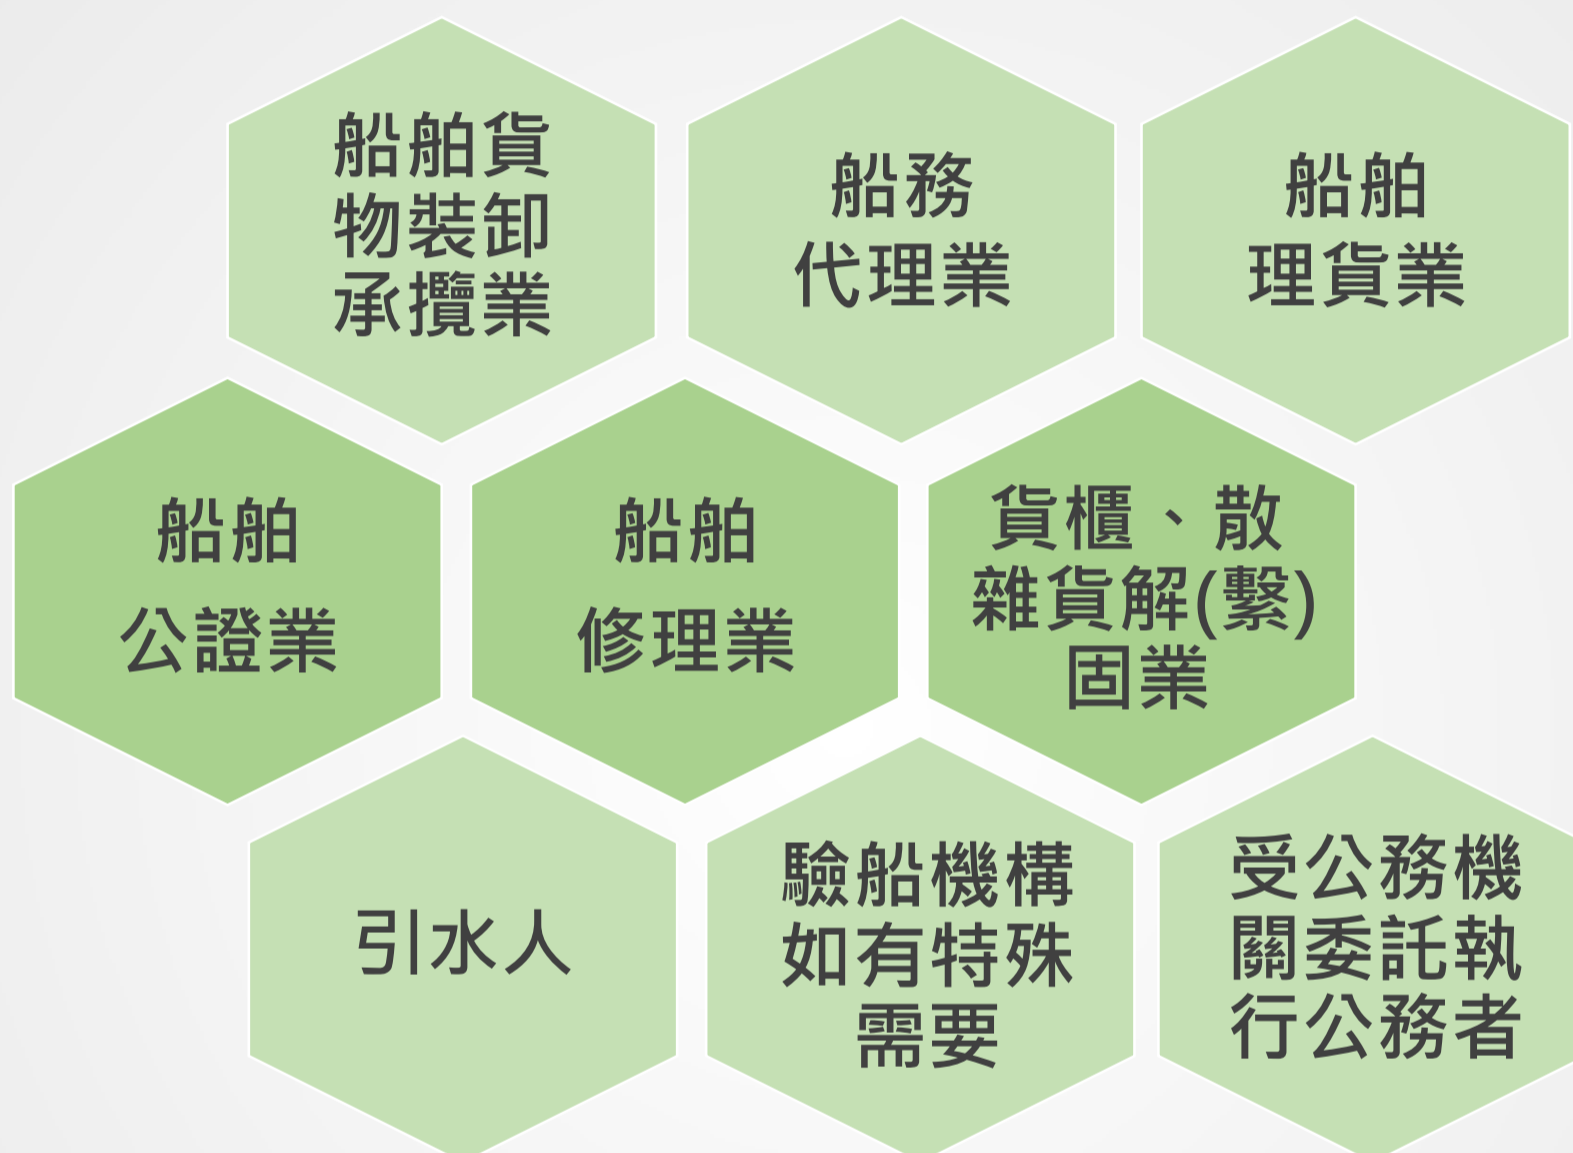 船舶貨
物裝卸
承攬業
船務
代理業
船舶
理貨業
船舶
公證業
船舶
修理業
貨櫃、散
雜貨解(繫)
固業
引水人
驗船機構
如有特殊
需要
受公務機
關委託執
行公務者